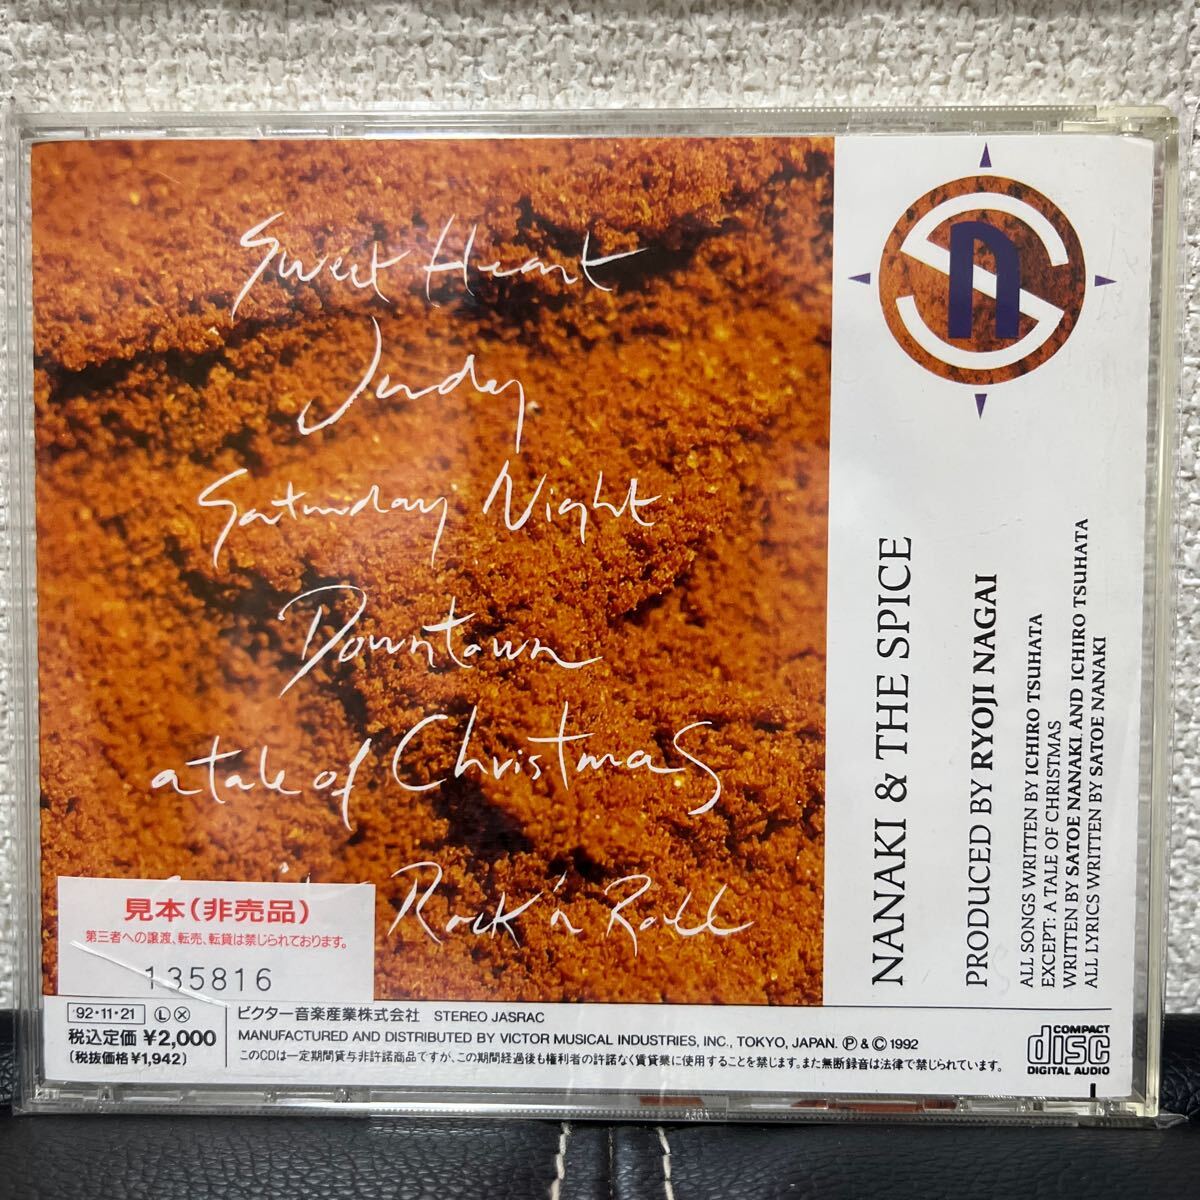 Sweet Heart
Judey
Saturday Night
Downtown
a tale of Christmas
Rock'n Roll
見本(非売品)
第三者への譲渡、転売、転貸は禁じられております。
135816
n
NANAKI & THE SPICE
PRODUCED BY RYOJI NAGAI
ALL SONGS WRITTEN BY ICHIRO TSUHATA
EXCEPT: A TALE OF CHRISTMAS
WRITTEN BY SATOE NANAKI AND ICHIRO TSUHATA
ALL LYRICS WRITTEN BY SATOE NANAKI
'92・11・21 Ⓛ Ⓧ
税込定価 ¥2,000
(税抜価格 ¥1,942)
ビクター音楽産業株式会社 STEREO JASRAC
MANUFACTURED AND DISTRIBUTED BY VICTOR MUSICAL INDUSTRIES, INC., TOKYO, JAPAN. Ⓟ & Ⓒ 1992
このCDは一定期間貸与非許諾商品ですが、この期間経過後も権利者の許諾なく賃貸業に使用することを禁じます。また無断録音は法律で禁じられています。
COMPACT
disc
DIGITAL AUDIO